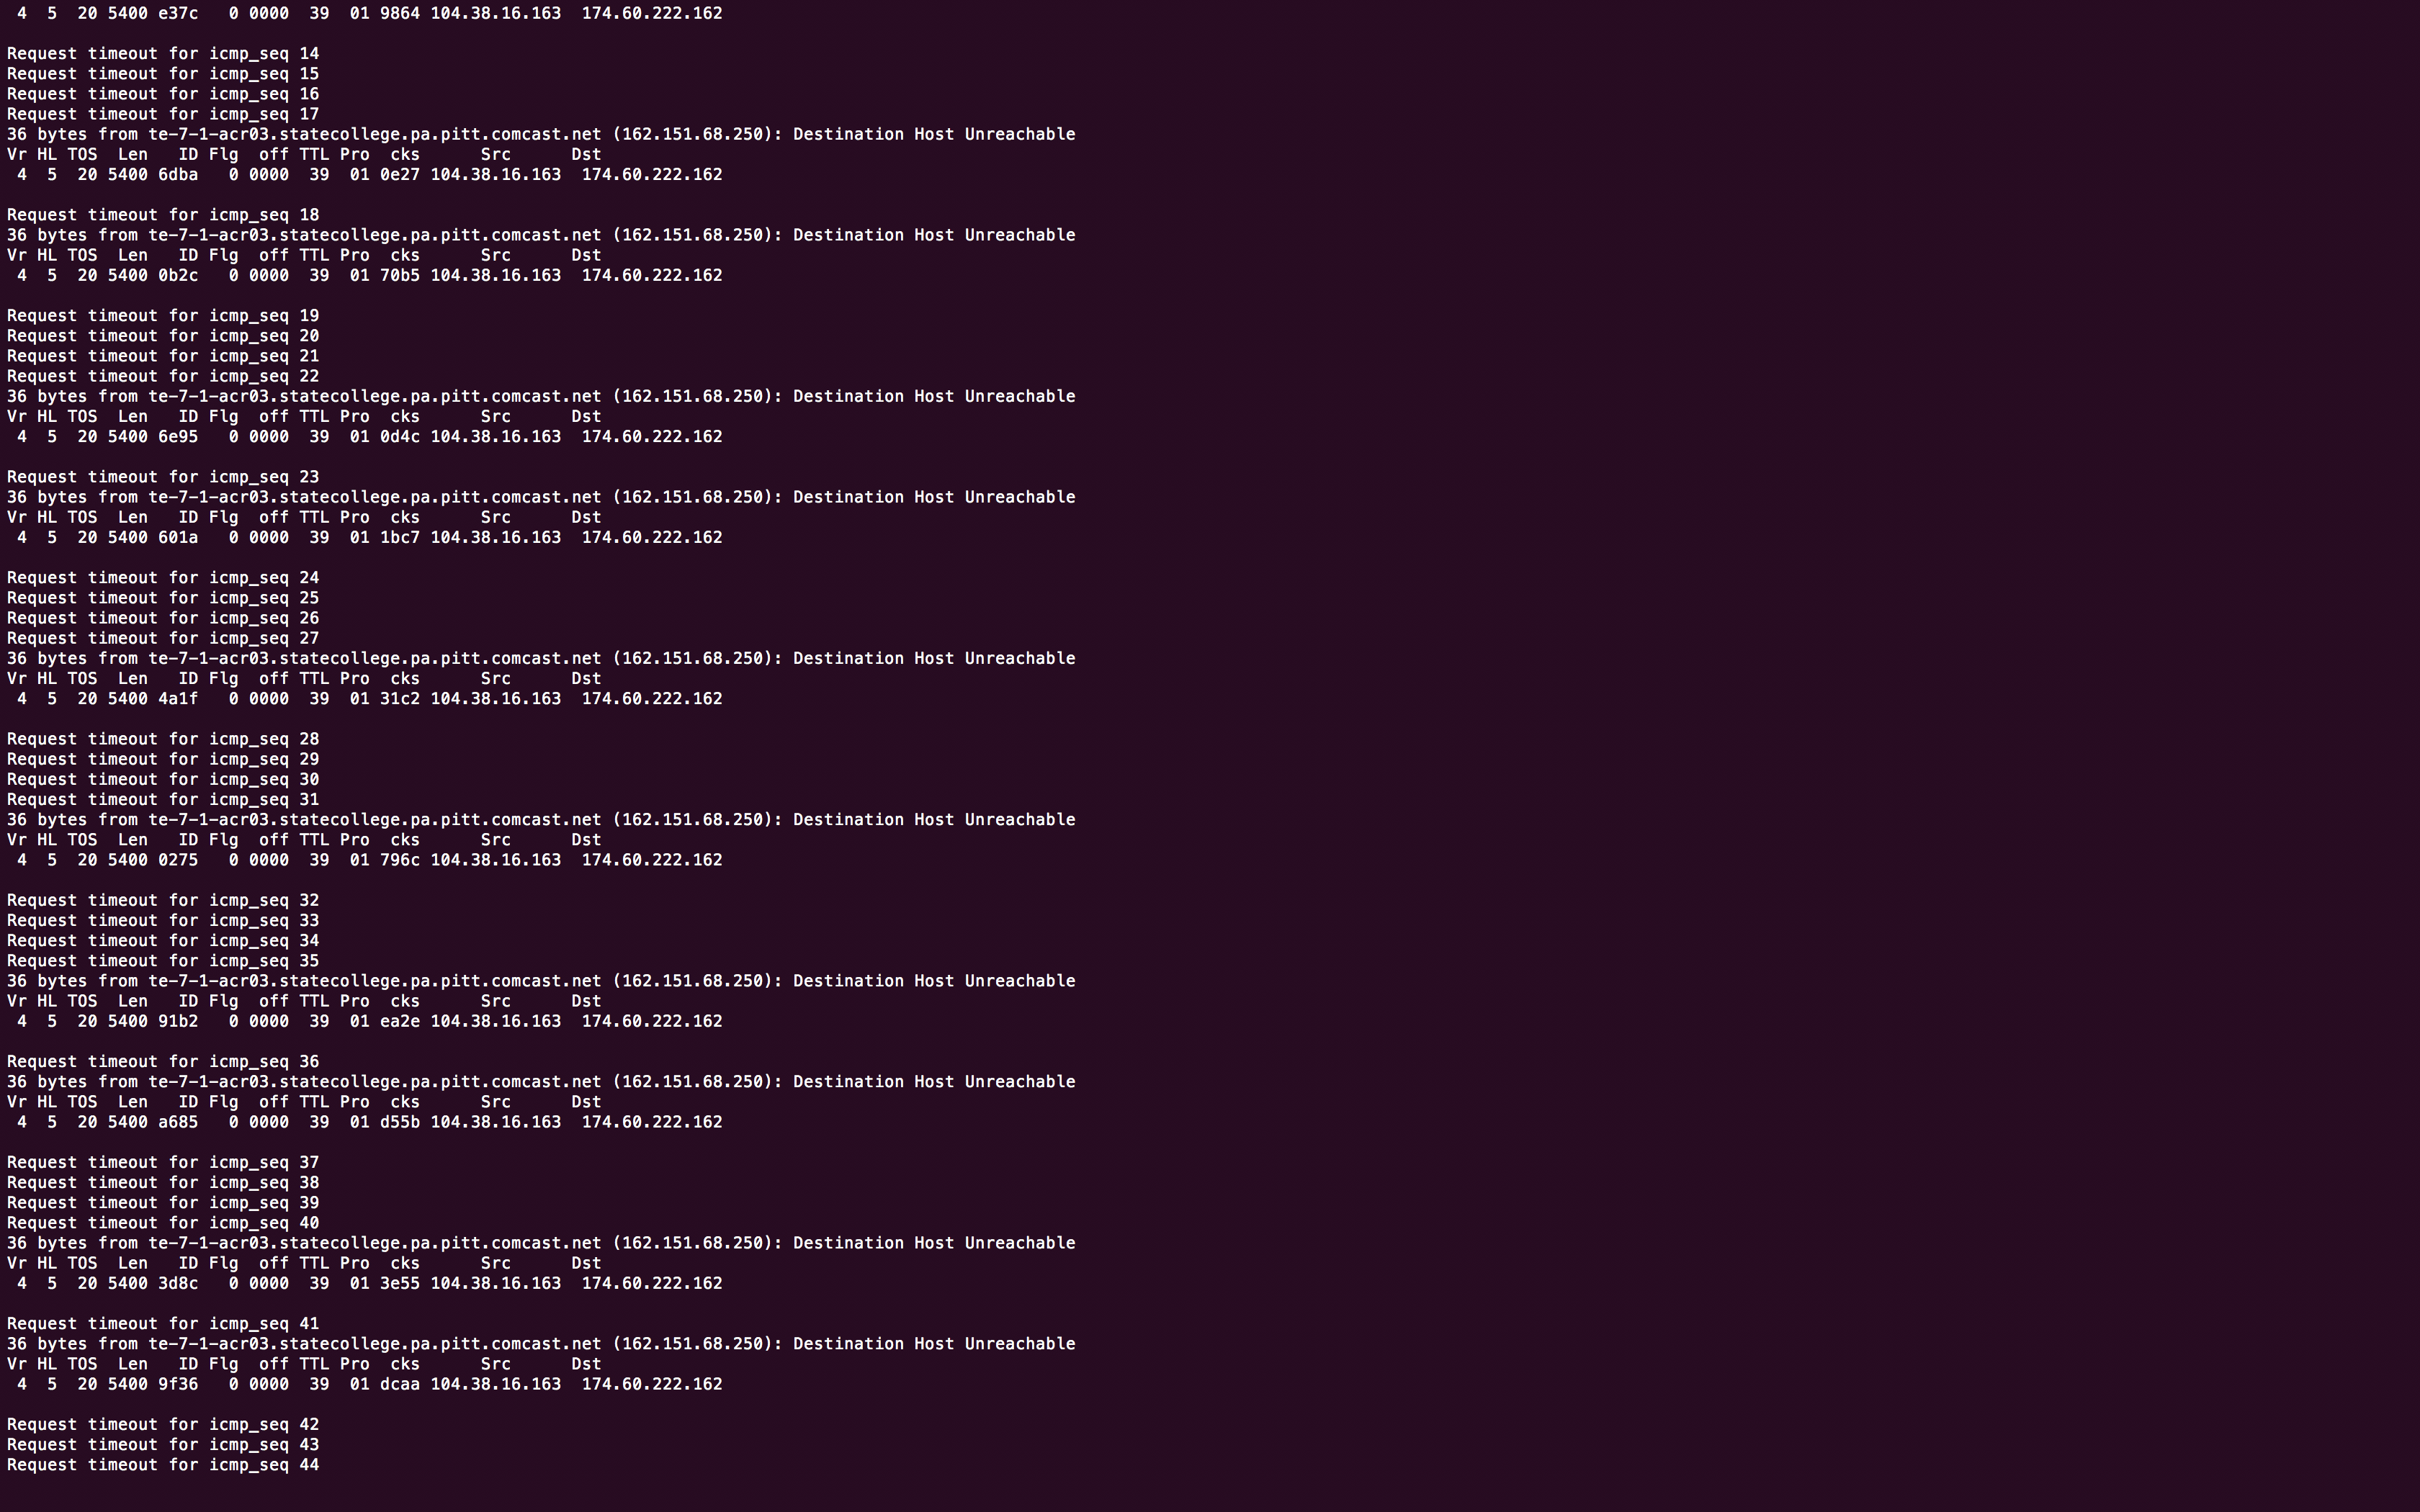 4  5  20 5400 e37c   0 0000  39  01 9864 104.38.16.163  174.60.222.162
Request timeout for icmp_seq 14
Request timeout for icmp_seq 15
Request timeout for icmp_seq 16
Request timeout for icmp_seq 17
36 bytes from te-7-1-acr03.statecollege.pa.pitt.comcast.net (162.151.68.250): Destination Host Unreachable
Vr HL TOS  Len   ID Flg  off TTL Pro  cks      Src      Dst
4  5  20 5400 6dba   0 0000  39  01 0e27 104.38.16.163  174.60.222.162
Request timeout for icmp_seq 18
36 bytes from te-7-1-acr03.statecollege.pa.pitt.comcast.net (162.151.68.250): Destination Host Unreachable
Vr HL TOS  Len   ID Flg  off TTL Pro  cks      Src      Dst
4  5  20 5400 0b2c   0 0000  39  01 70b5 104.38.16.163  174.60.222.162
Request timeout for icmp_seq 19
Request timeout for icmp_seq 20
Request timeout for icmp_seq 21
Request timeout for icmp_seq 22
36 bytes from te-7-1-acr03.statecollege.pa.pitt.comcast.net (162.151.68.250): Destination Host Unreachable
Vr HL TOS  Len   ID Flg  off TTL Pro  cks      Src      Dst
4  5  20 5400 6e95   0 0000  39  01 0d4c 104.38.16.163  174.60.222.162
Request timeout for icmp_seq 23
36 bytes from te-7-1-acr03.statecollege.pa.pitt.comcast.net (162.151.68.250): Destination Host Unreachable
Vr HL TOS  Len   ID Flg  off TTL Pro  cks      Src      Dst
4  5  20 5400 601a   0 0000  39  01 1bc7 104.38.16.163  174.60.222.162
Request timeout for icmp_seq 24
Request timeout for icmp_seq 25
Request timeout for icmp_seq 26
Request timeout for icmp_seq 27
36 bytes from te-7-1-acr03.statecollege.pa.pitt.comcast.net (162.151.68.250): Destination Host Unreachable
Vr HL TOS  Len   ID Flg  off TTL Pro  cks      Src      Dst
4  5  20 5400 4a1f   0 0000  39  01 31c2 104.38.16.163  174.60.222.162
Request timeout for icmp_seq 28
Request timeout for icmp_seq 29
Request timeout for icmp_seq 30
Request timeout for icmp_seq 31
36 bytes from te-7-1-acr03.statecollege.pa.pitt.comcast.net (162.151.68.250): Destination Host Unreachable
Vr HL TOS  Len   ID Flg  off TTL Pro  cks      Src      Dst
4  5  20 5400 0275   0 0000  39  01 796c 104.38.16.163  174.60.222.162
Request timeout for icmp_seq 32
Request timeout for icmp_seq 33
Request timeout for icmp_seq 34
Request timeout for icmp_seq 35
36 bytes from te-7-1-acr03.statecollege.pa.pitt.comcast.net (162.151.68.250): Destination Host Unreachable
Vr HL TOS  Len   ID Flg  off TTL Pro  cks      Src      Dst
4  5  20 5400 91b2   0 0000  39  01 ea2e 104.38.16.163  174.60.222.162
Request timeout for icmp_seq 36
36 bytes from te-7-1-acr03.statecollege.pa.pitt.comcast.net (162.151.68.250): Destination Host Unreachable
Vr HL TOS  Len   ID Flg  off TTL Pro  cks      Src      Dst
4  5  20 5400 a685   0 0000  39  01 d55b 104.38.16.163  174.60.222.162
Request timeout for icmp_seq 37
Request timeout for icmp_seq 38
Request timeout for icmp_seq 39
Request timeout for icmp_seq 40
36 bytes from te-7-1-acr03.statecollege.pa.pitt.comcast.net (162.151.68.250): Destination Host Unreachable
Vr HL TOS  Len   ID Flg  off TTL Pro  cks      Src      Dst
4  5  20 5400 3d8c   0 0000  39  01 3e55 104.38.16.163  174.60.222.162
Request timeout for icmp_seq 41
36 bytes from te-7-1-acr03.statecollege.pa.pitt.comcast.net (162.151.68.250): Destination Host Unreachable
Vr HL TOS  Len   ID Flg  off TTL Pro  cks      Src      Dst
4  5  20 5400 9f36   0 0000  39  01 dcaa 104.38.16.163  174.60.222.162
Request timeout for icmp_seq 42
Request timeout for icmp_seq 43
Request timeout for icmp_seq 44